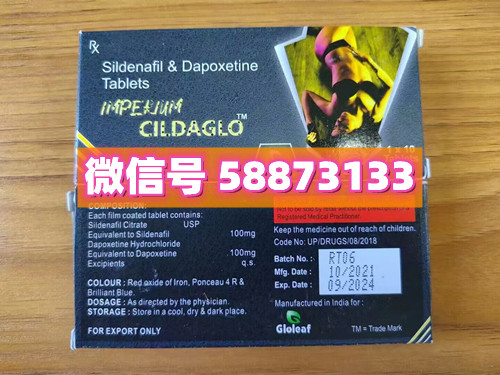 Rx
Sildenafil & Dapoxetine
Tablets
IMPERIUM
CILDAGLO™
微信号 58873133
COMPOSITION:
Each film coated tablet contains:
Sildenafil Citrate USP
Equivalent to Sildenafil 100mg
Dapoxetine Hydrochloride
Equivalent to Dapoxetine 100mg
Excipients q.s.
COLOUR : Red oxide of Iron, Ponceau 4 R &
Brilliant Blue.
DOSAGE : As directed by the physician.
STORAGE : Store in a cool, dry & dark place.
FOR EXPORT ONLY
Registered Medical Practitioner.
Keep the medicine out of reach of children.
Code No: UP/DRUGS/08/2018
Batch No. : RT06
Mfg. Date : 10/2021
Exp. Date : 09/2024
Manufactured in India for :
Gloleaf
TM = Trade Mark